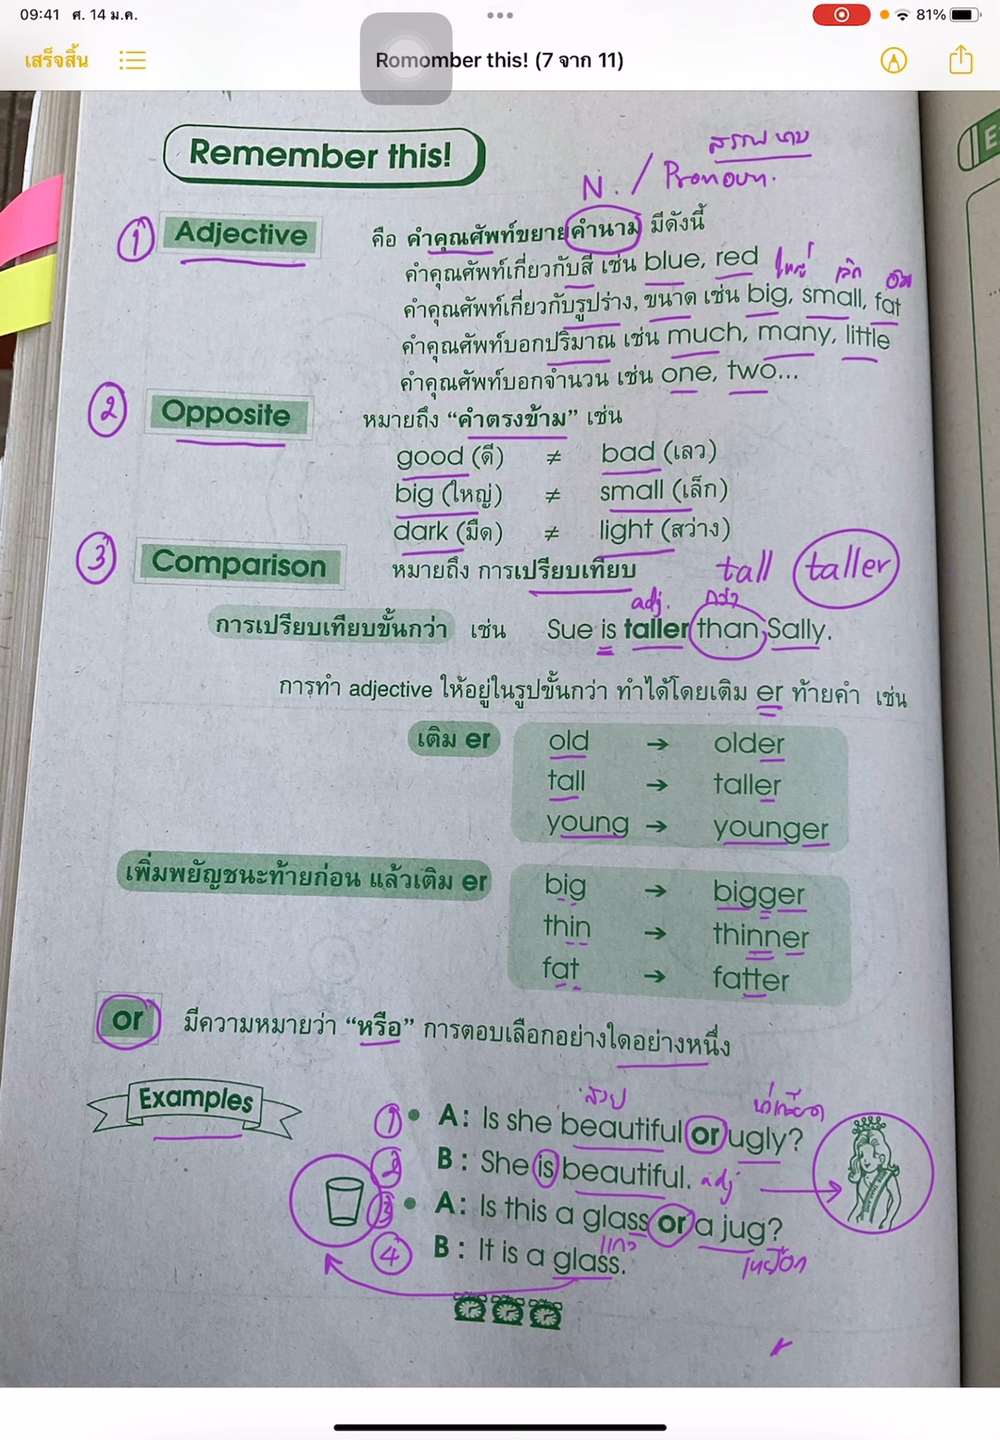 09:41 ศ. 14 ม.ค.
81%
เสร็จสิ้น
Romomber this! (7 จาก 11)
Remember this!
สรรพนาม
N. / Pronoun.
1 Adjective คือ คำคุณศัพท์ขยายคำนาม มีดังนี้
คำคุณศัพท์เกี่ยวกับสี เช่น blue, red
ใหญ่ เล็ก อ้วน
คำคุณศัพท์เกี่ยวกับรูปร่าง, ขนาด เช่น big, small, fat
คำคุณศัพท์บอกปริมาณ เช่น much, many, little
คำคุณศัพท์บอกจำนวน เช่น one, two...
2 Opposite หมายถึง “คำตรงข้าม” เช่น
good (ดี) ≠ bad (เลว)
big (ใหญ่) ≠ small (เล็ก)
dark (มืด) ≠ light (สว่าง)
3 Comparison หมายถึง การเปรียบเทียบ tall taller
adj. กว่า
การเปรียบเทียบขั้นกว่า เช่น Sue is taller than Sally.
การทำ adjective ให้อยู่ในรูปขั้นกว่า ทำได้โดยเติม er ท้ายคำ เช่น
เติม er old → older
tall → taller
young → younger
เพิ่มพยัญชนะท้ายก่อน แล้วเติม er big → bigger
thin → thinner
fat → fatter
or มีความหมายว่า “หรือ” การตอบเลือกอย่างใดอย่างหนึ่ง
Examples
สวย น่าเกลียด
1 • A: Is she beautiful or ugly?
2 B: She is beautiful. adj
3 • A: Is this a glass or a jug?
แก้ว เหยือก
4 B: It is a glass.